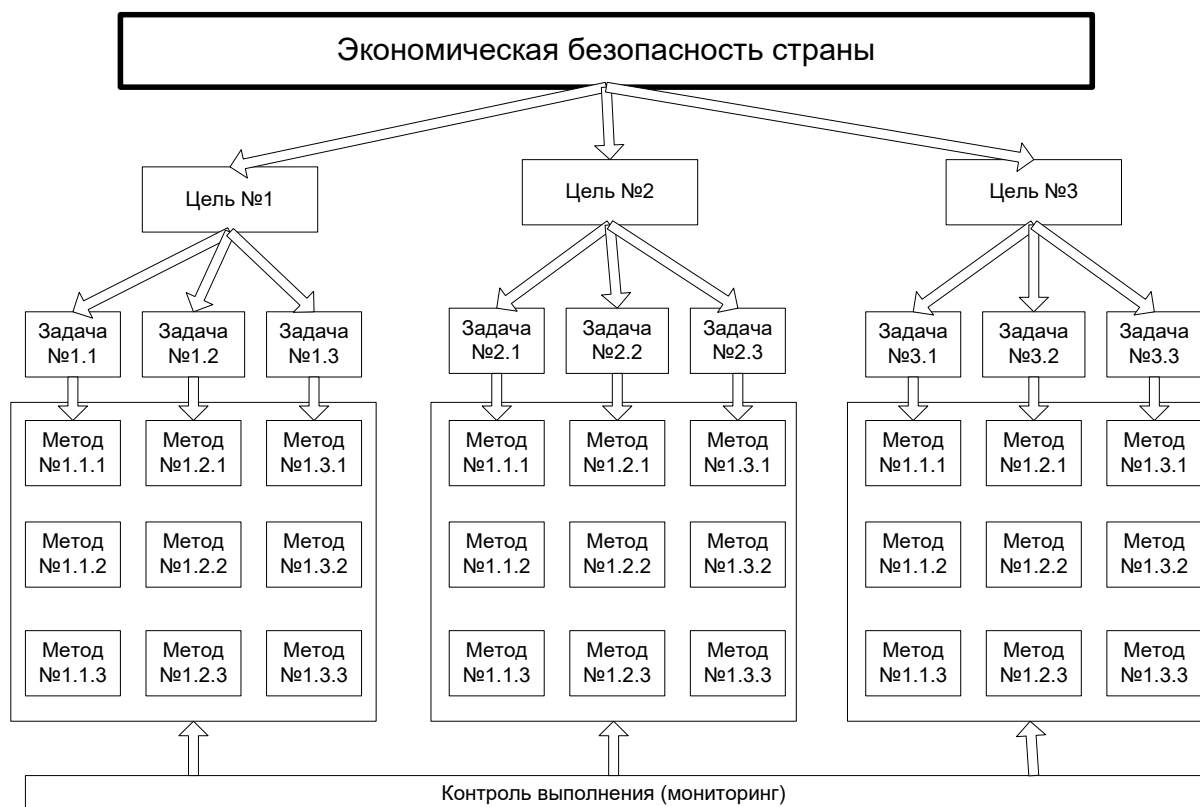 Экономическая безопасность страны
Цель №1
Цель №2
Цель №3
Задача
№1.1
Задача
№1.2
Задача
№1.3
Задача
№2.1
Задача
№2.2
Задача
№2.3
Задача
№3.1
Задача
№3.2
Задача
№3.3
Метод
№1.1.1
Метод
№1.2.1
Метод
№1.3.1
Метод
№1.1.1
Метод
№1.2.1
Метод
№1.3.1
Метод
№1.1.1
Метод
№1.2.1
Метод
№1.3.1
Метод
№1.1.2
Метод
№1.2.2
Метод
№1.3.2
Метод
№1.1.2
Метод
№1.2.2
Метод
№1.3.2
Метод
№1.1.2
Метод
№1.2.2
Метод
№1.3.2
Метод
№1.1.3
Метод
№1.2.3
Метод
№1.3.3
Метод
№1.1.3
Метод
№1.2.3
Метод
№1.3.3
Метод
№1.1.3
Метод
№1.2.3
Метод
№1.3.3
Контроль выполнения (мониторинг)